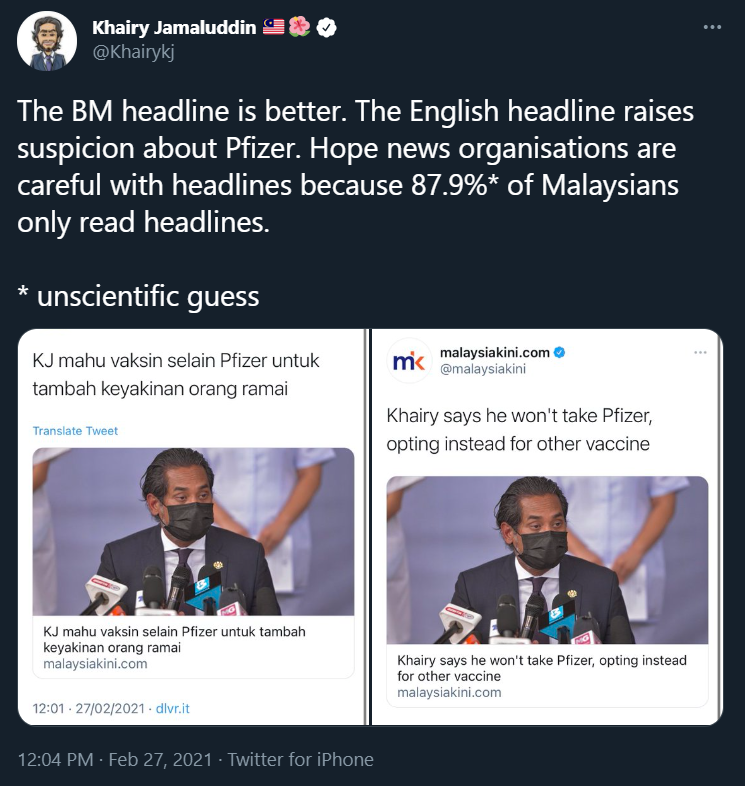 Khairy Jamaluddin 🇲🇾🌺
@Khairykj
The BM headline is better. The English headline raises
suspicion about Pfizer. Hope news organisations are
careful with headlines because 87.9%* of Malaysians
only read headlines.
* unscientific guess
KJ mahu vaksin selain Pfizer untuk
tambah keyakinan orang ramai
Translate Tweet
KJ mahu vaksin selain Pfizer untuk tambah
keyakinan orang ramai
malaysiakini.com
12:01 · 27/02/2021 · dlvr.it
mk
malaysiakini.com
@malaysiakini
Khairy says he won't take Pfizer,
opting instead for other vaccine
Khairy says he won't take Pfizer, opting instead
for other vaccine
malaysiakini.com
12:04 PM · Feb 27, 2021 · Twitter for iPhone